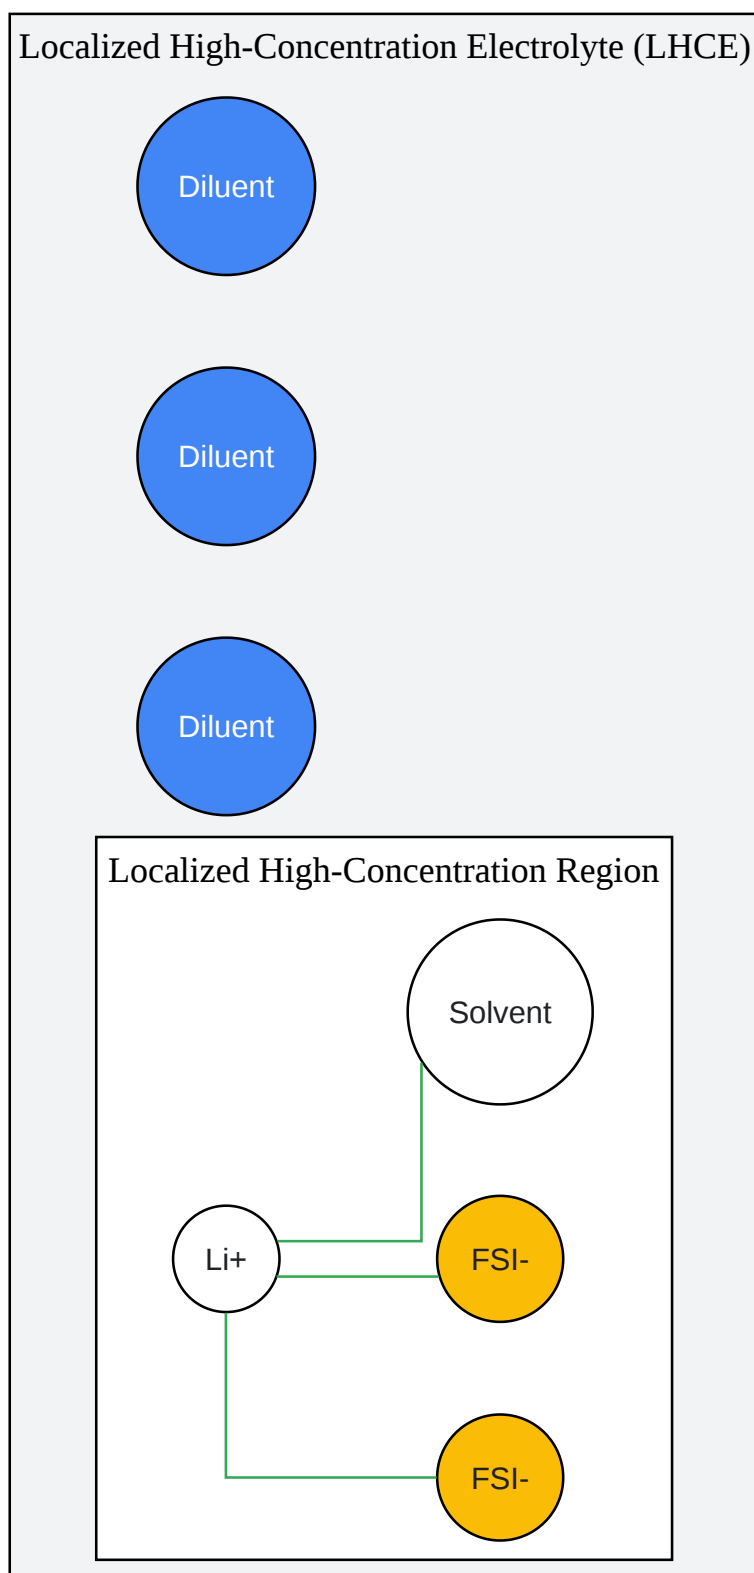 Localized High-Concentration Electrolyte (LHCE)
Diluent
Diluent
Diluent
Localized High-Concentration Region
Solvent
Li+
FSI-
FSI-